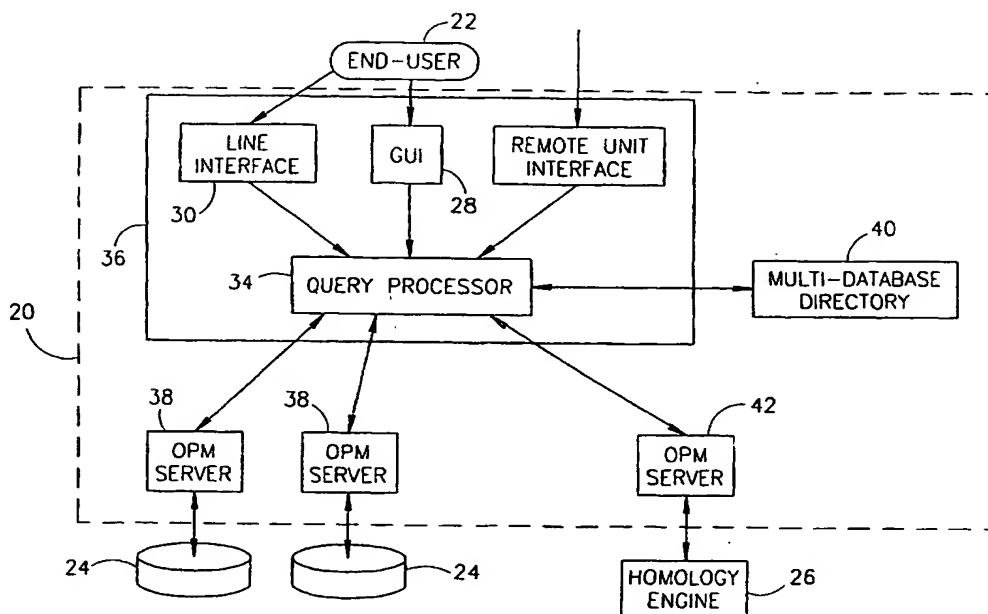 22
END-USER
LINE
INTERFACE
GUI
REMOTE UNIT
INTERFACE
30
28
36
34
QUERY PROCESSOR
40
MULTI-DATABASE
DIRECTORY
20
38
OPM
SERVER
38
OPM
SERVER
42
OPM
SERVER
24
24
HOMOLOGY
ENGINE
26